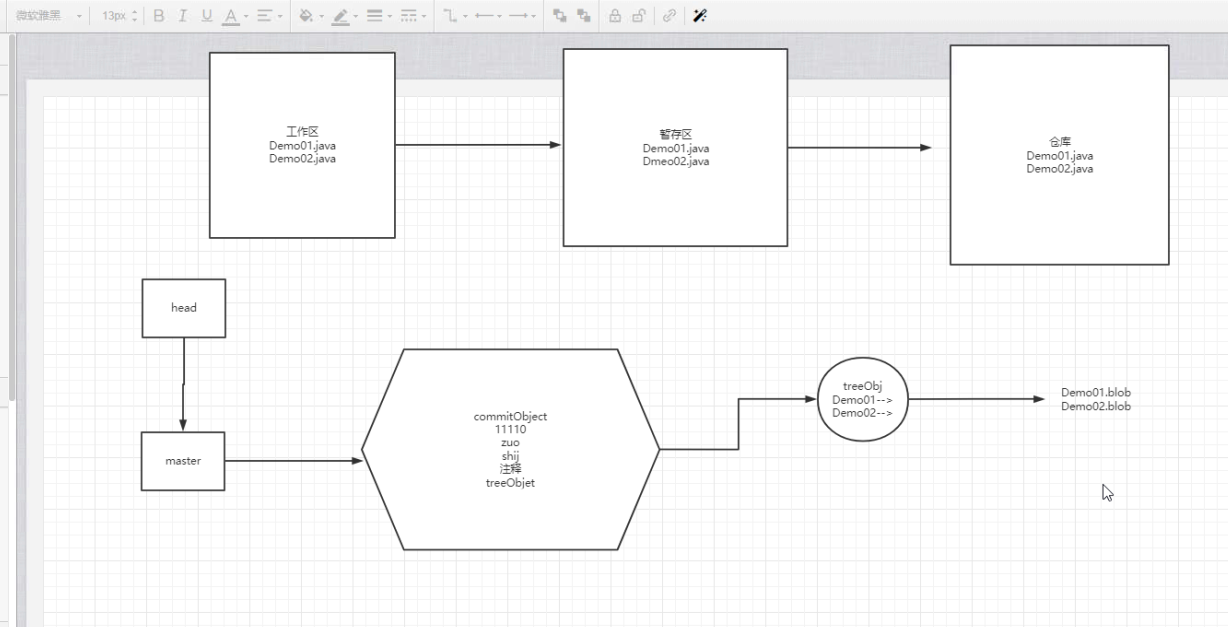 微软雅黑
13px
B I U A
工作区
Demo01.java
Demo02.java
暂存区
Demo01.java
Dmeo02.java
仓库
Demo01.java
Demo02.java
head
master
commitObject
11110
zuo
shij
注释
treeObjet
treeObj
Demo01-->
Demo02-->
Demo01.blob
Demo02.blob